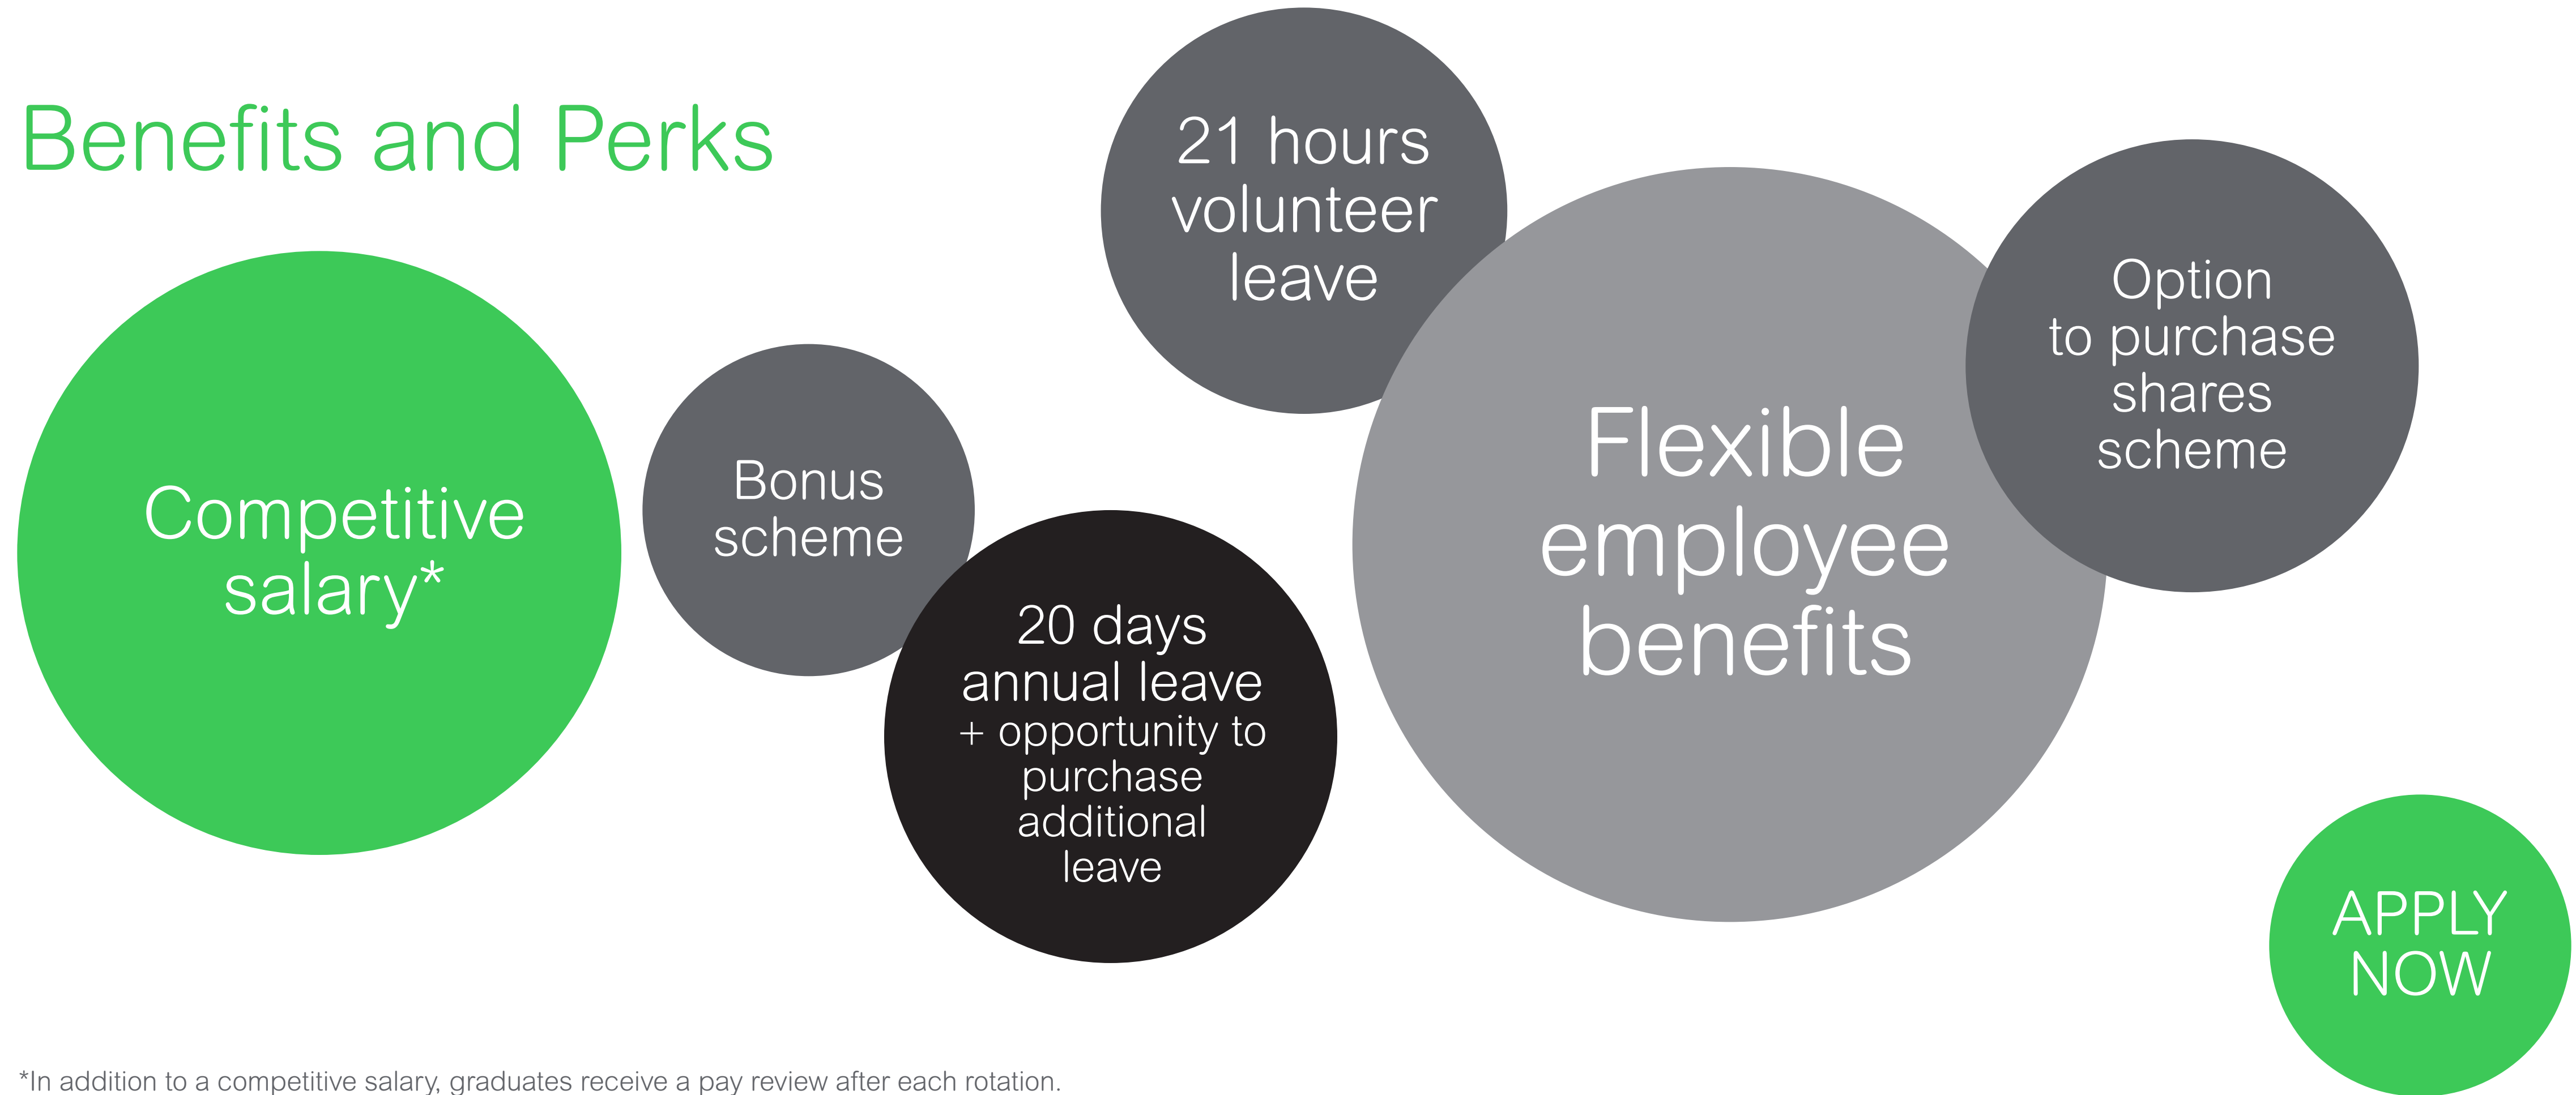 Benefits and Perks
Competitive
salary*
Bonus
scheme
20 days
annual leave
+ opportunity to
purchase
additional
leave
21 hours
volunteer
leave
Flexible
employee
benefits
Option
to purchase
shares
scheme
APPLY
NOW
*In addition to a competitive salary, graduates receive a pay review after each rotation.